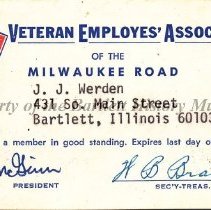 VETERAN EMPLOYES' ASSOC
OF THE
MILWAUKEE ROAD
J. J. Werden
431 So. Main Street
Bartlett, Illinois 60103
a member in good standing. Expires last day o
PRESIDENT
SEC'Y-TREAS.